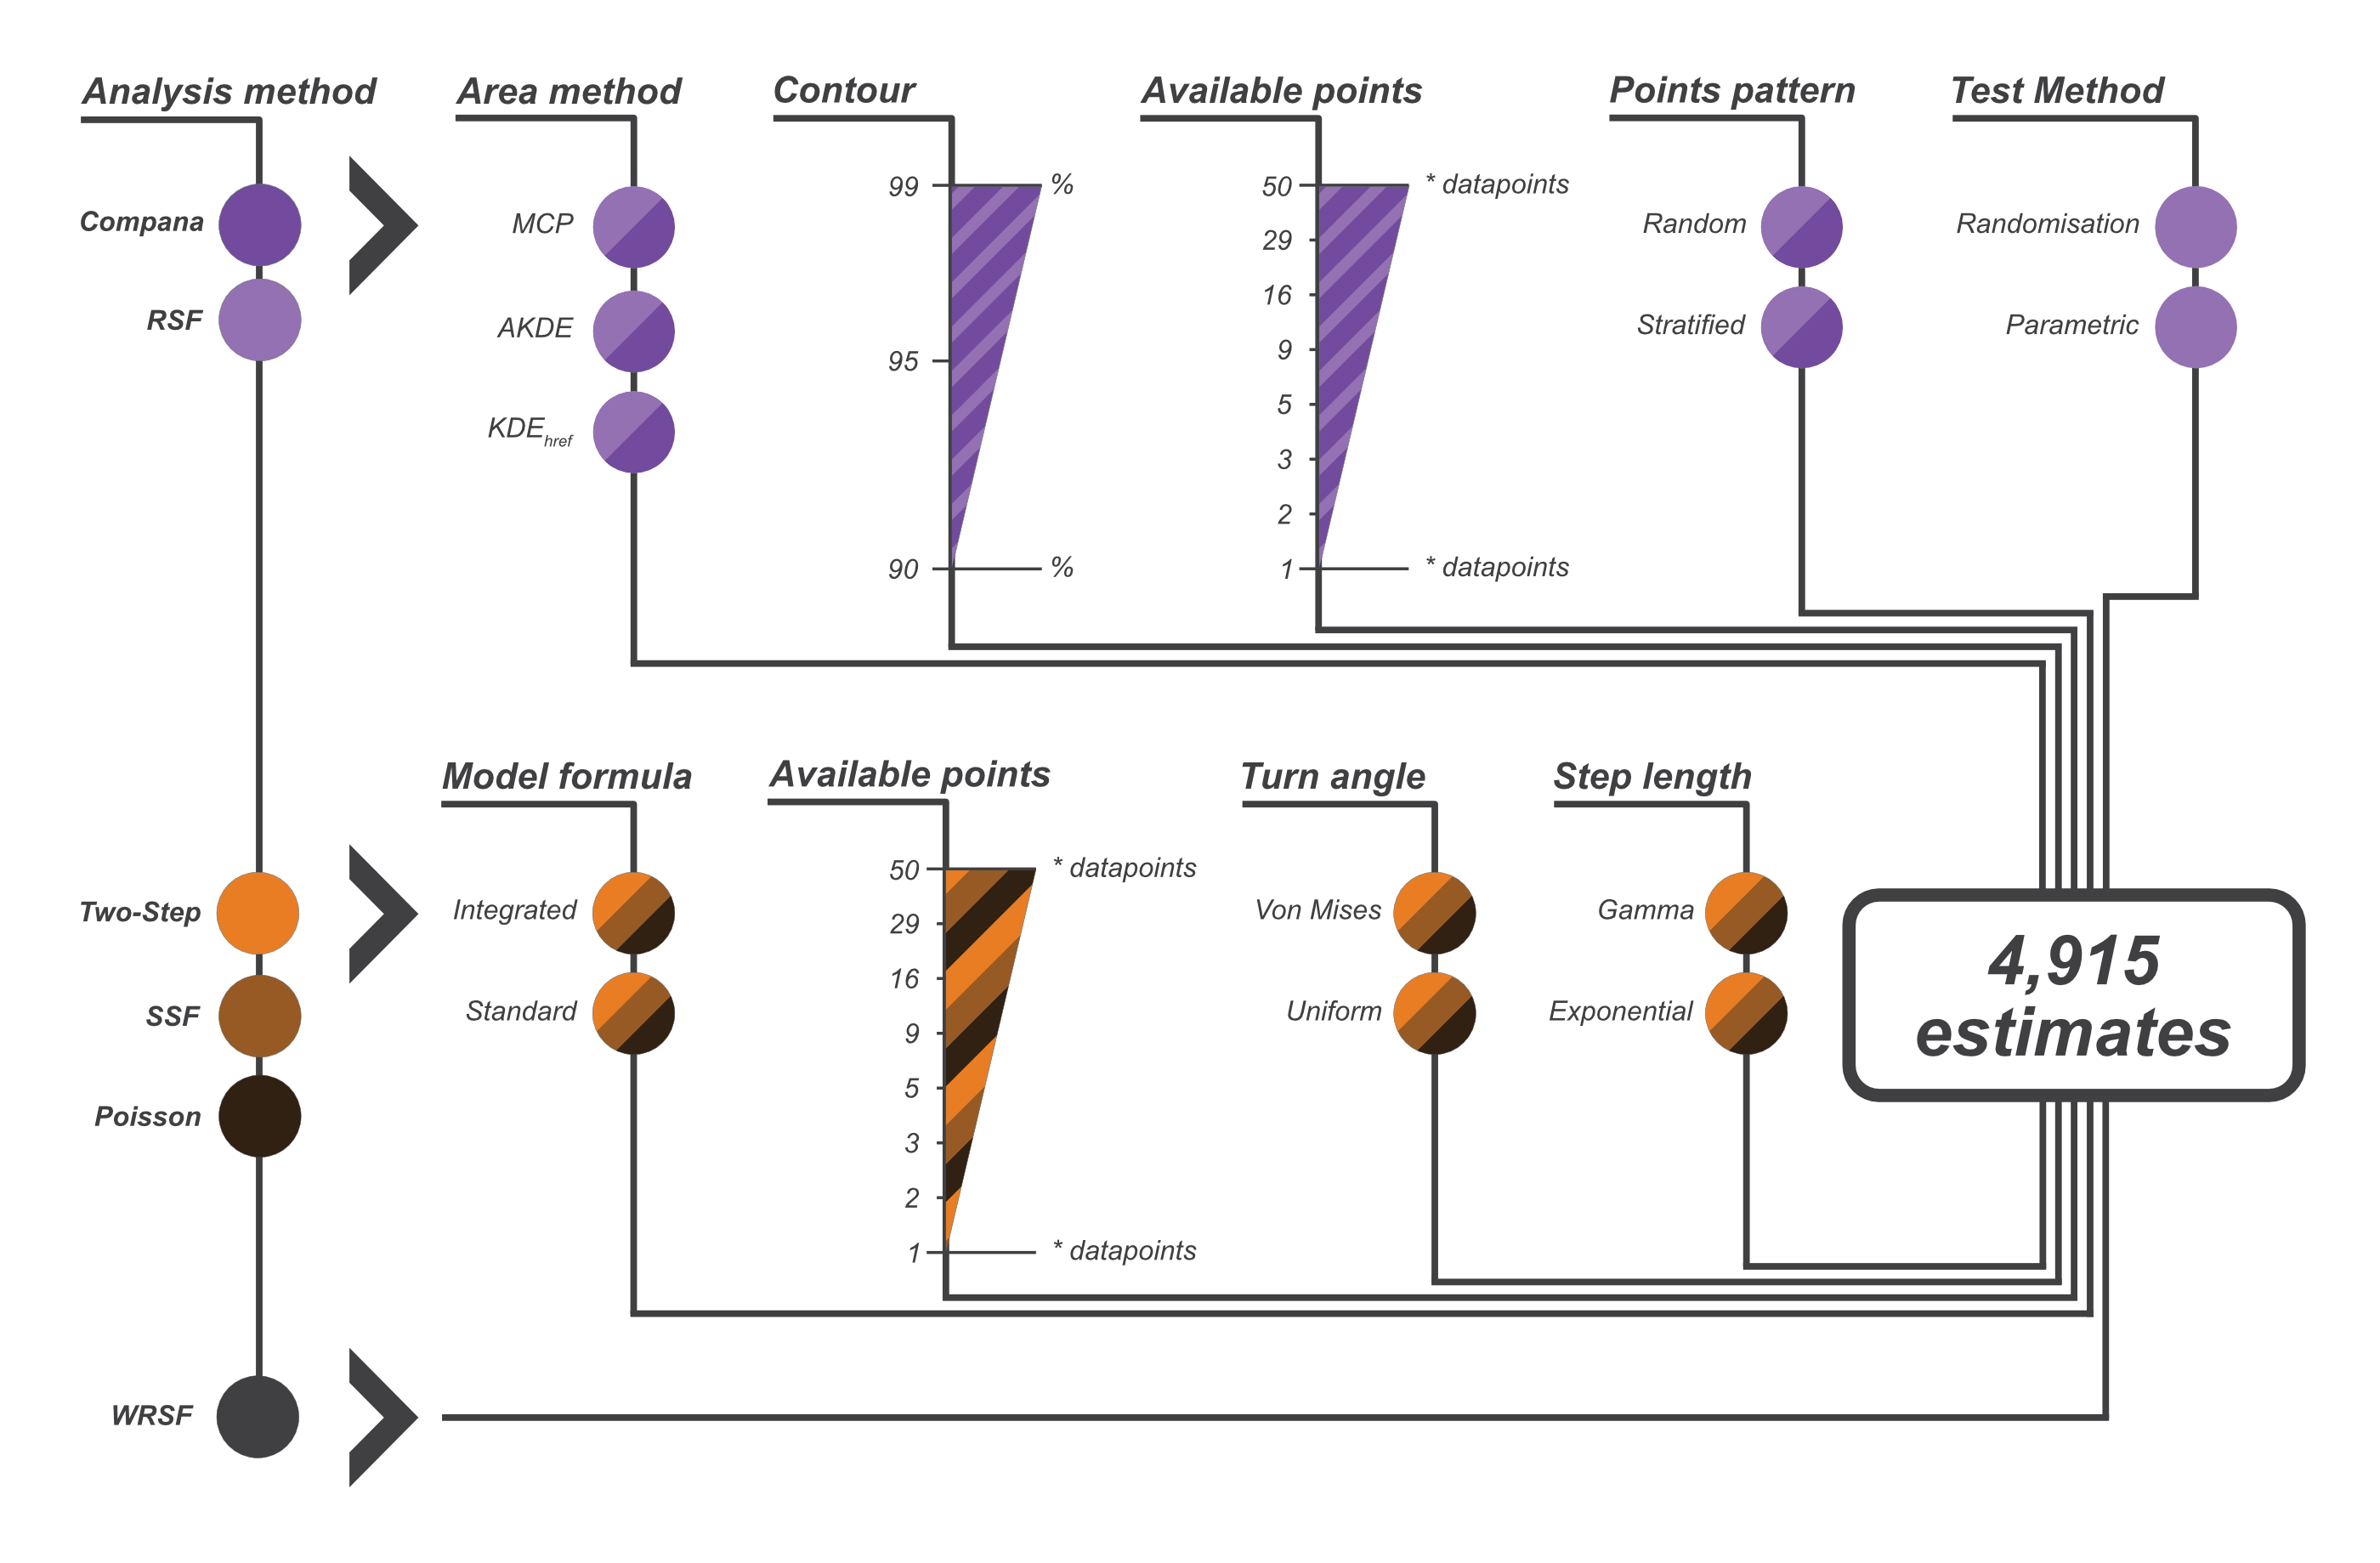 Analysis method
Compana
RSF
Two-Step
SSF
Poisson
WRSF
Area method
MCP
AKDE
KDEhref
Contour
99
%
95
90
%
Available points
50
* datapoints
29
16
9
5
3
2
1
* datapoints
Points pattern
Random
Stratified
Test Method
Randomisation
Parametric
Model formula
Integrated
Standard
Available points
50
* datapoints
29
16
9
5
3
2
1
* datapoints
Turn angle
Von Mises
Uniform
Step length
Gamma
Exponential
4,915
estimates